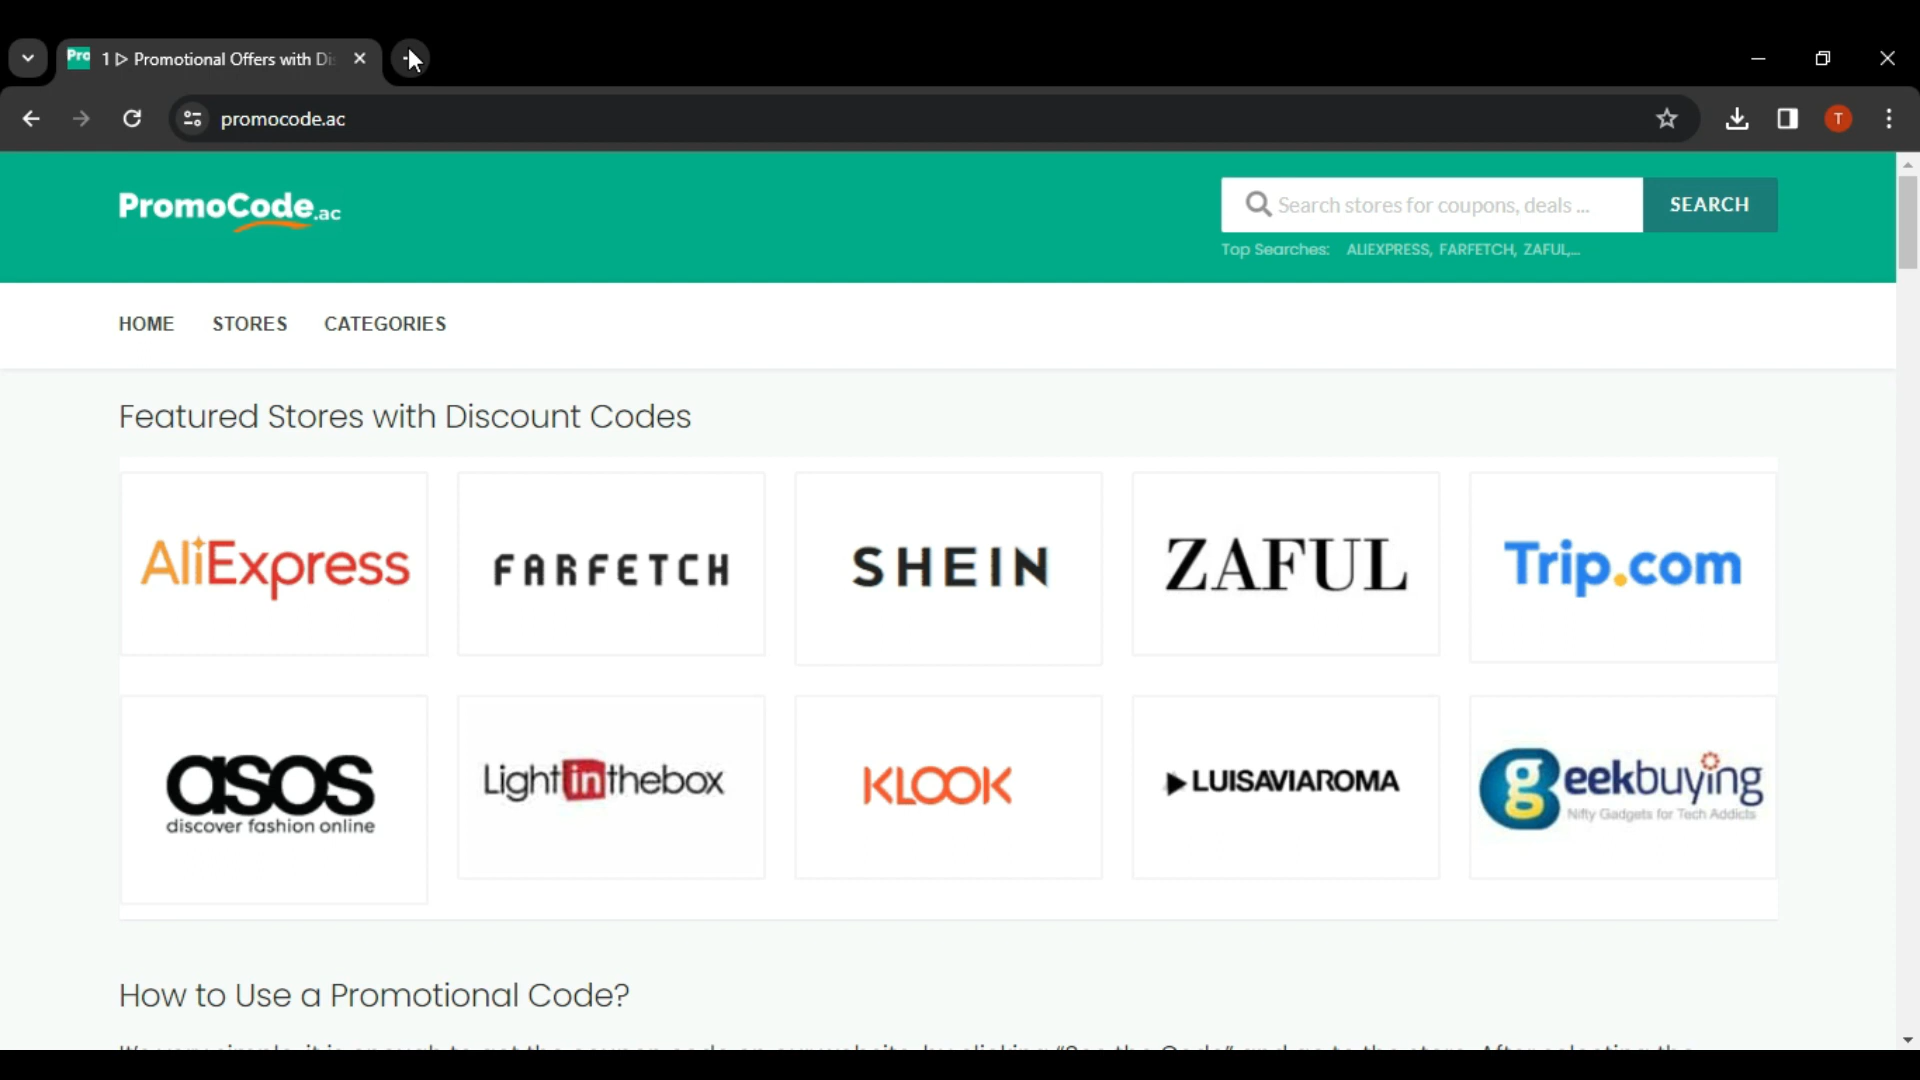 Pro 1 ▷ Promotional Offers with Di
promocode.ac
T
PromoCode.ac
Search stores for coupons, deals ...
SEARCH
Top Searches: ALIEXPRESS, FARFETCH, ZAFUL,...
HOME STORES CATEGORIES
Featured Stores with Discount Codes
AliExpress
FARFETCH
SHEIN
ZAFUL
Trip.com
asos
discover fashion online
Lightinthebox
KLOOK
LUISAVIAROMA
geekbuying
Nifty Gadgets for Tech Addicts
How to Use a Promotional Code?